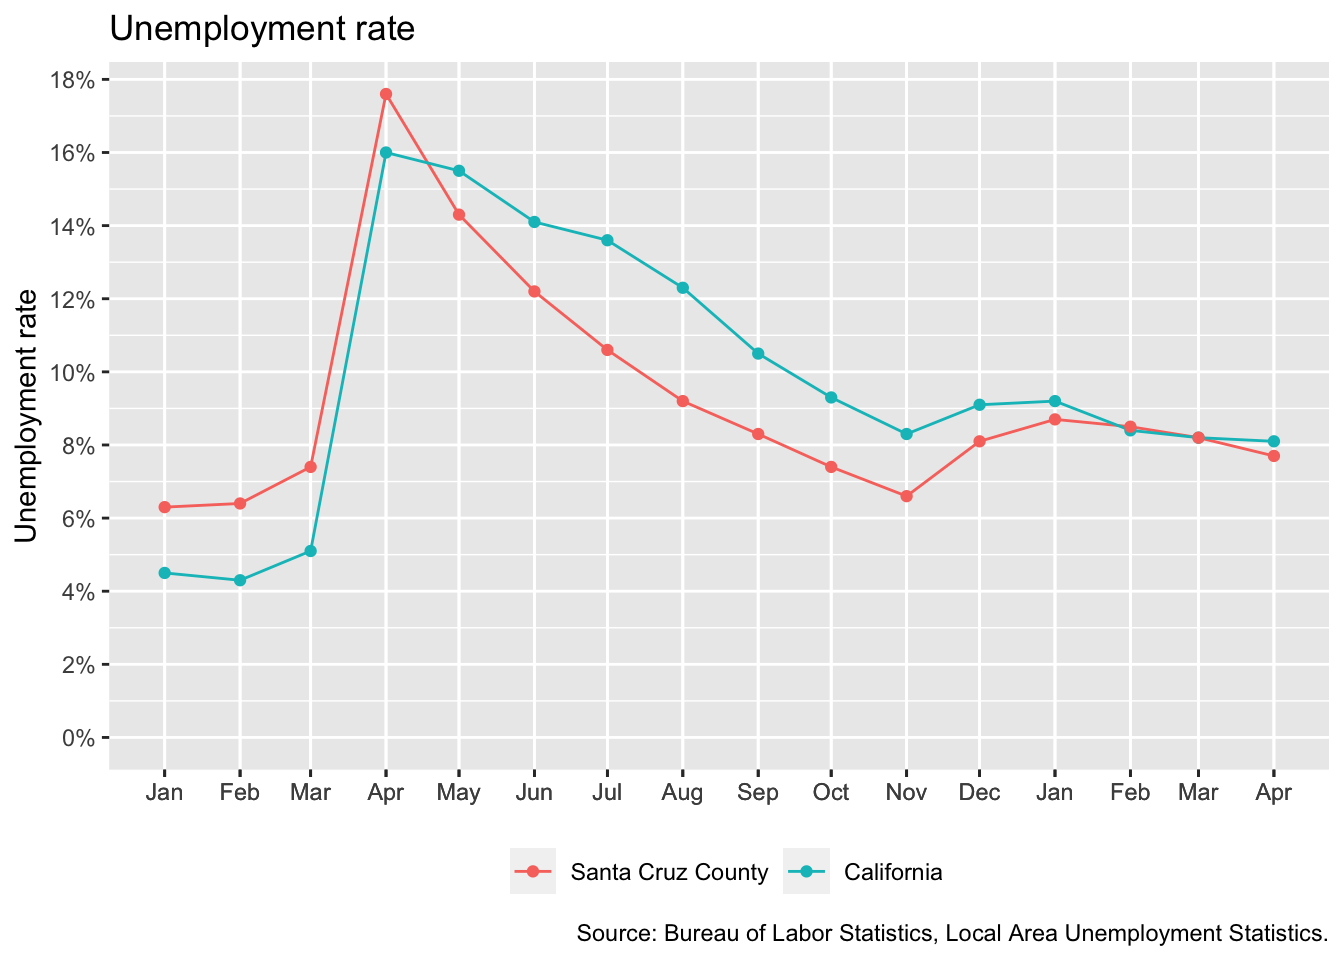 Unemployment rate
Unemployment rate
18%
16%
14%
12%
10%
8%
6%
4%
2%
0%
Jan Feb Mar Apr May Jun Jul Aug Sep Oct Nov Dec Jan Feb Mar Apr
Santa Cruz County California
Source: Bureau of Labor Statistics, Local Area Unemployment Statistics.